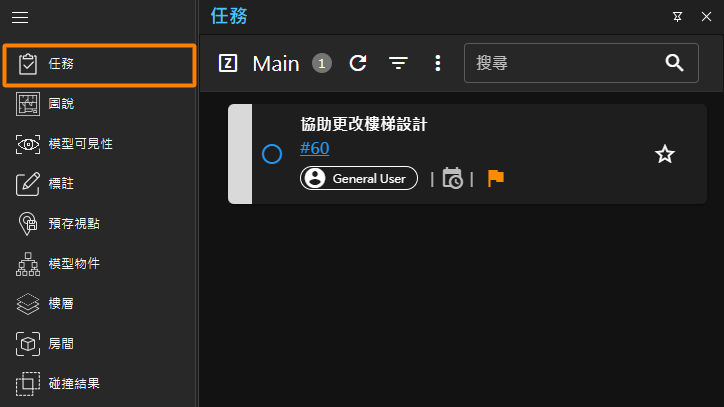 任務
圖說
模型可見性
標註
預存視點
模型物件
樓層
房間
碰撞結果
任務
Main 1
搜尋
協助更改樓梯設計
#60
General User | |